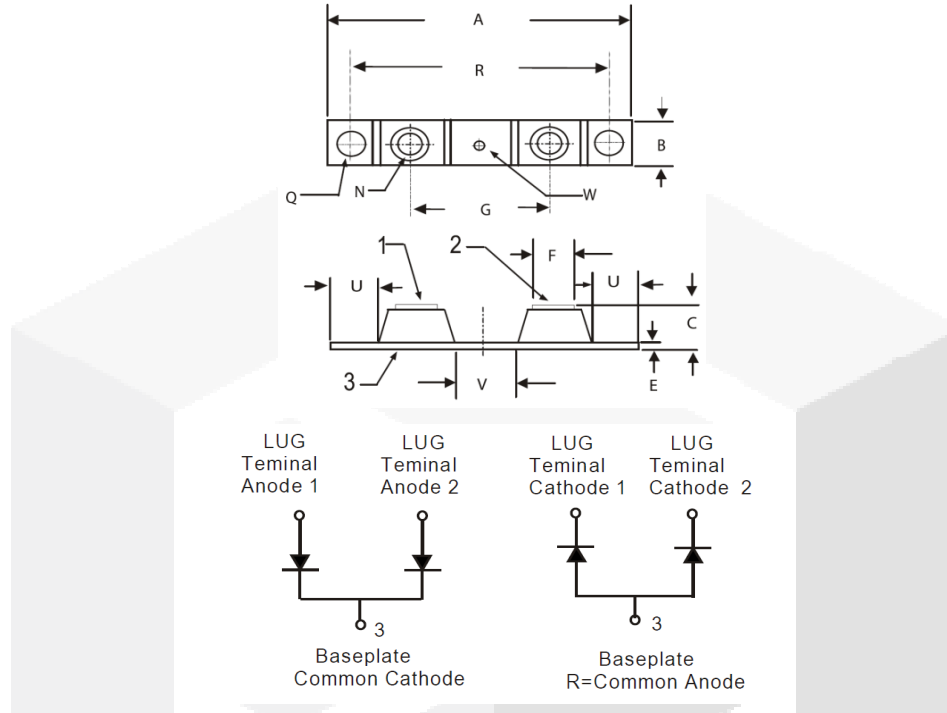 A
R
B
Q
N
G
W
1
2
F
U
U
C
3
V
E
LUG
Teminal
Anode 1
LUG
Teminal
Anode 2
LUG
Teminal
Cathode 1
LUG
Teminal
Cathode 2
3
Baseplate
Common Cathode
3
Baseplate
R=Common Anode